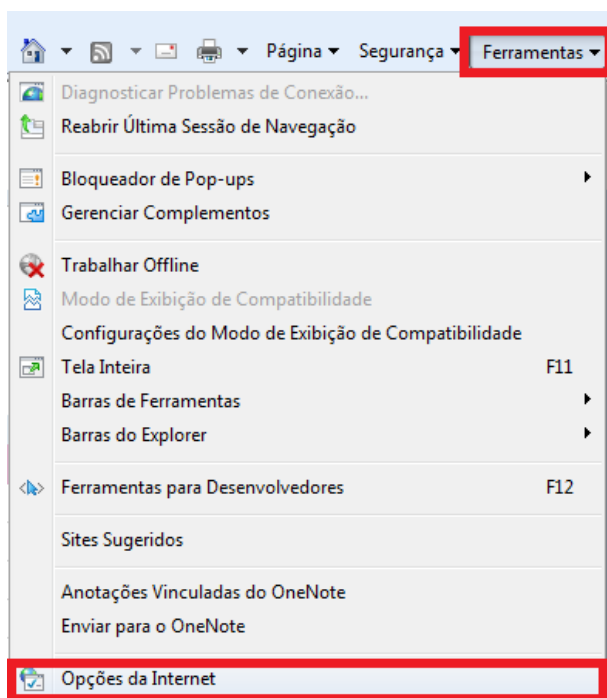 Página Segurança Ferramentas
Diagnosticar Problemas de Conexão...
Reabrir Última Sessão de Navegação
Bloqueador de Pop-ups
Gerenciar Complementos
Trabalhar Offline
Modo de Exibição de Compatibilidade
Configurações do Modo de Exibição de Compatibilidade
Tela Inteira F11
Barras de Ferramentas
Barras do Explorer
Ferramentas para Desenvolvedores F12
Sites Sugeridos
Anotações Vinculadas do OneNote
Enviar para o OneNote
Opções da Internet